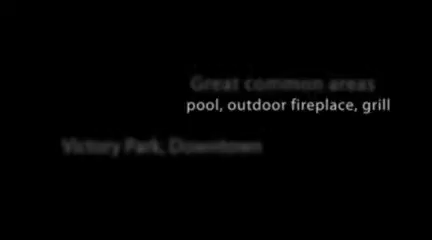 Great common areas
pool, outdoor fireplace, grill
Victory Park, Downtown